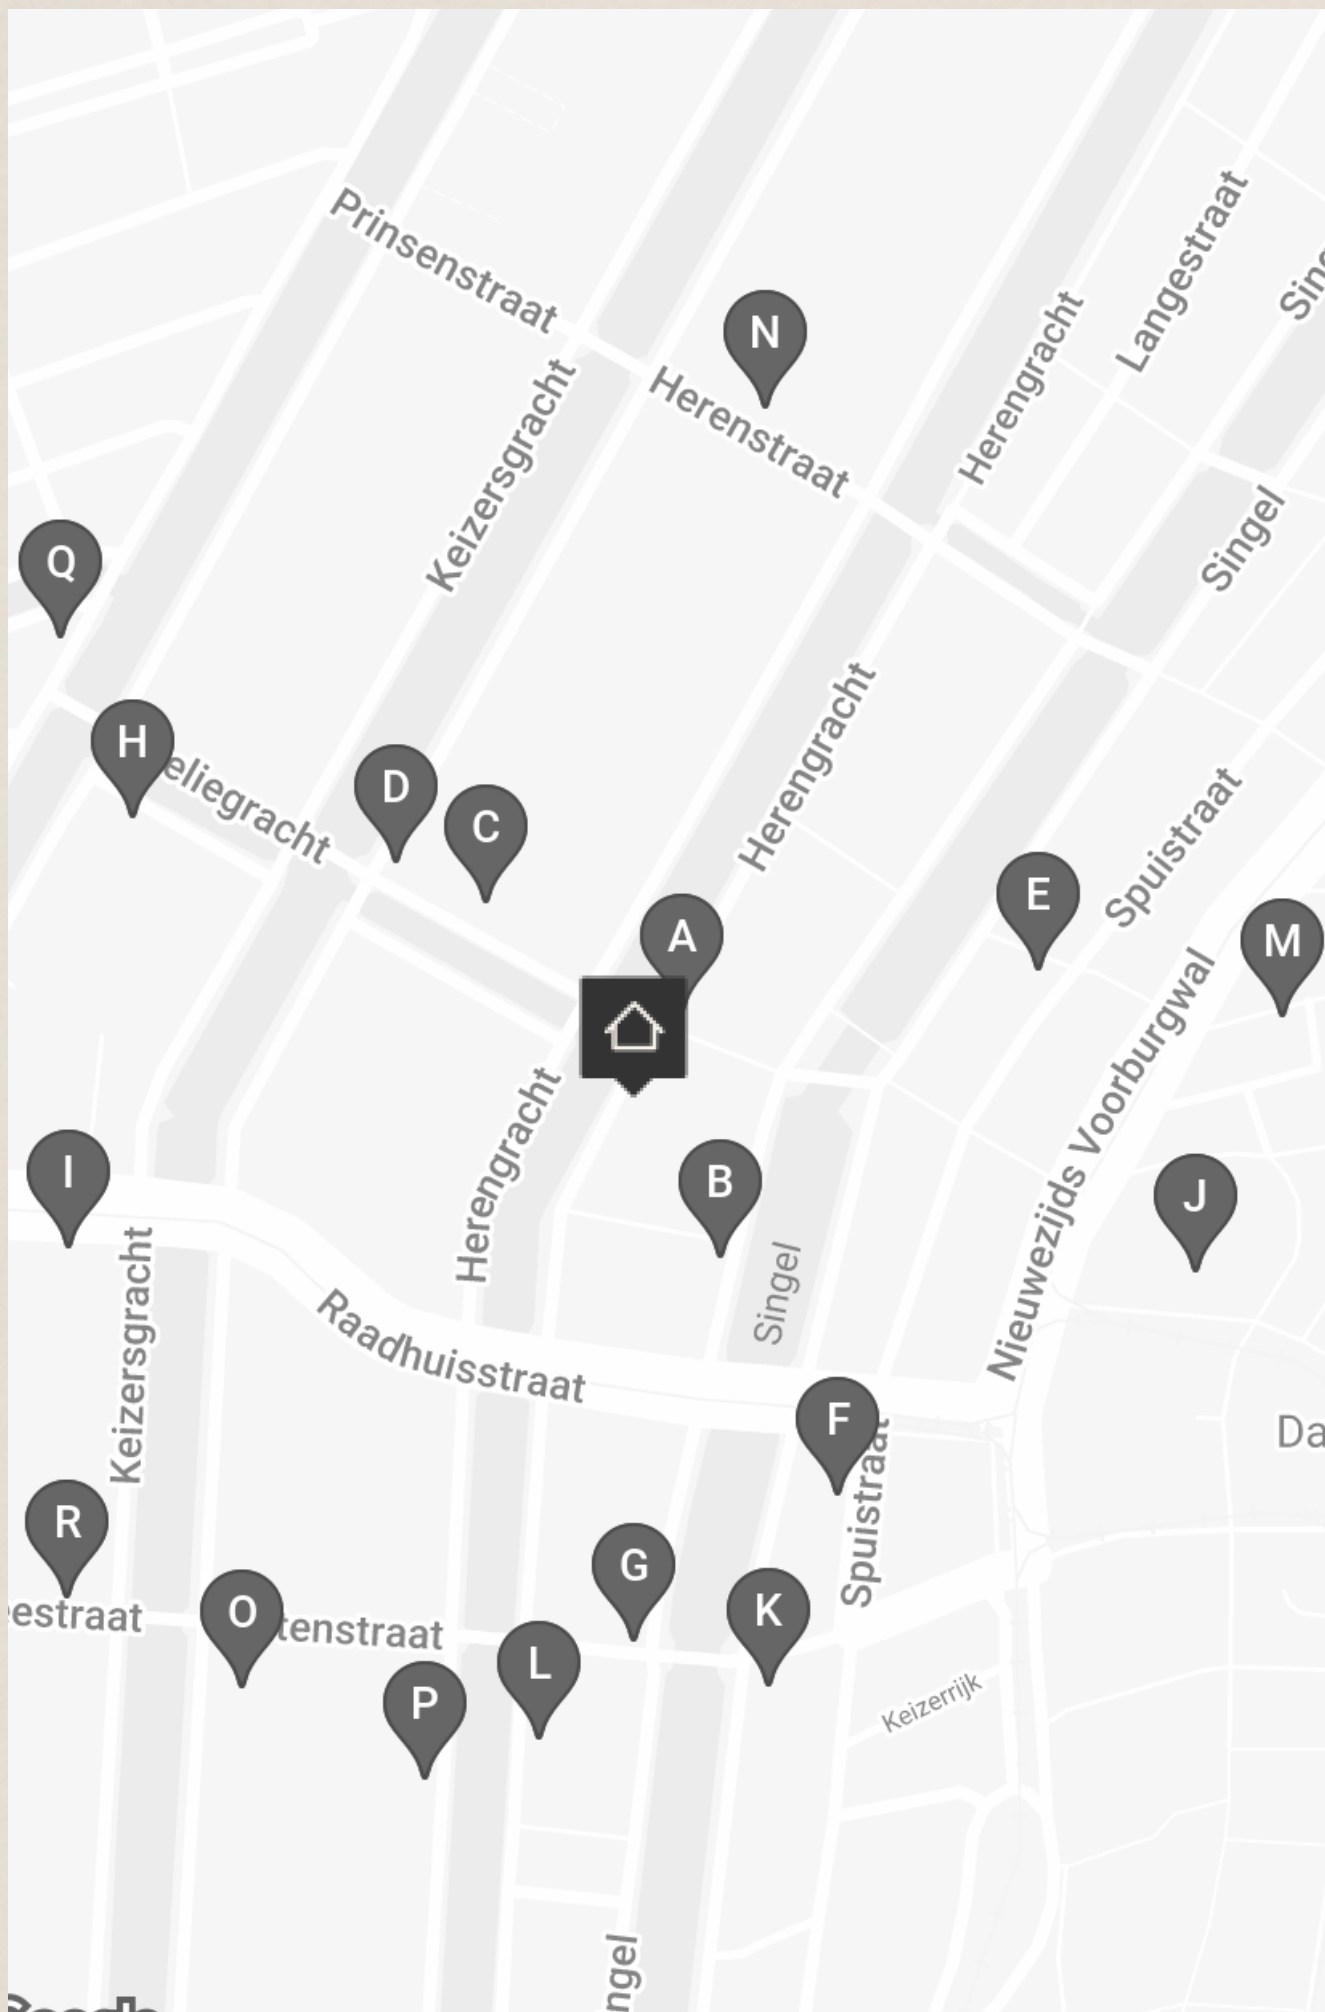 Prinsenstraat
Langestraat
Herengracht
N
Herenstraat
Keizersgracht
Singel
Q
Herengracht
H
eliegracht
D
C
Spuistraat
E
A
M
Nieuwezijds Voorburgwal
Herengracht
B
I
J
Singel
Keizersgracht
Raadhuisstraat
F
Da
Spuistraat
R
G
O
K
eestraat
tenstraat
L
P
Keizerrijk
ngel